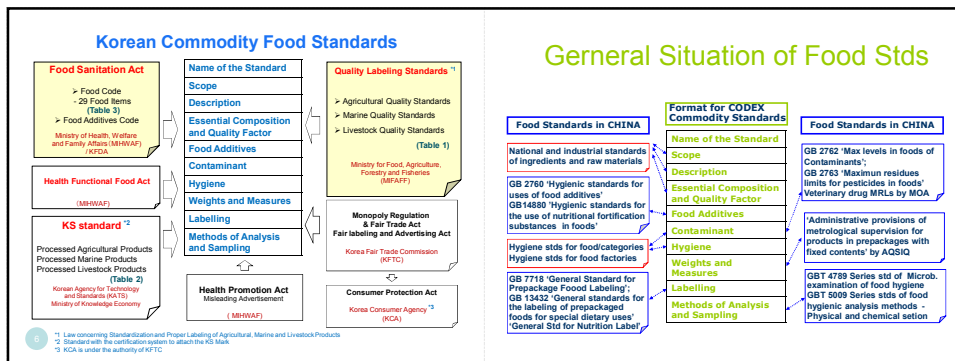 Korean Commodity Food Standards
Food Sanitation Act
➢ Food Code
- 29 Food Items
(Table 3)
➢ Food Additives Code
Ministry of Health, Welfare
and Family Affairs (MIHWAF)
/ KFDA
Health Functional Food Act
(MIHWAF)
KS standard *2
Processed Agricultural Products
Processed Marine Products
Processed Livestock Products
(Table 2)
Korean Agency for Technology
and Standards (KATS)
Ministry of Knowledge Economy
Name of the Standard
Scope
Description
Essential Composition
and Quality Factor
Food Additives
Contaminant
Hygiene
Weights and Measures
Labelling
Methods of Analysis
and Sampling
Health Promotion Act
Misleading Advertisement
( MIHWAF)
Quality Labeling Standards *1
➢ Agricultural Quality Standards
➢ Marine Quality Standards
➢ Livestock Quality Standards
(Table 1)
Ministry for Food, Agriculture,
Forestry and Fisheries
(MIFAFF)
Monopoly Regulation
& Fair Trade Act
Fair labeling and Advertising Act
Korea Fair Trade Commission
(KFTC)
Consumer Protection Act
Korea Consumer Agency *3
(KCA)
6
*1 Law concerning Standardization and Proper Labeling of Agricultural, Marine and Livestock Products
*2 Standard with the certification system to attach the KS Mark
*3 KCA is under the authority of KFTC
Gerneral Situation of Food Stds
Food Standards in CHINA
National and industrial standards
of ingredients and raw materials
GB 2760 'Hygienic standards for
uses of food additives'
GB14880 'Hygienic standards for
the use of nutritional fortification
substances in foods'
Hygiene stds for food/categories
Hygiene stds for food factories
GB 7718 'General Standard for
Prepackage Foood Labeling';
GB 13432 'General standards for
the labeling of prepackaged
foods for special dietary uses'
'General Std for Nutrition Label'
Format for CODEX
Commodity Standards
Name of the Standard
Scope
Description
Essential Composition
and Quality Factor
Food Additives
Contaminant
Hygiene
Weights and
Measures
Labelling
Methods of Analysis
and Sampling
Food Standards in CHINA
GB 2762 'Max levels in foods of
Contaminants';
GB 2763 'Maximun residues
limits for pesticides in foods'
Veterinary drug MRLs by MOA
'Administrative provisions of
metrological supervision for
products in prepackages with
fixed contents' by AQSIQ
GBT 4789 Series std of Microb.
examination of food hygiene
GBT 5009 Series stds of food
hygienic analysis methods -
Physical and chemical setion